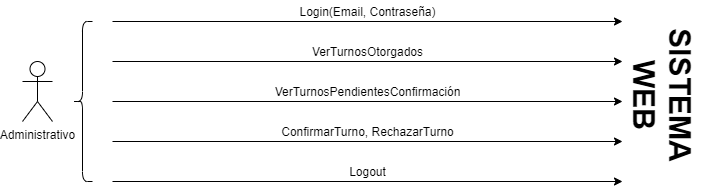 Login(Email, Contraseña)
VerTurnosOtorgados
VerTurnosPendientesConfirmación
ConfirmarTurno, RechazarTurno
Logout
Administrativo
SISTEMA
WEB